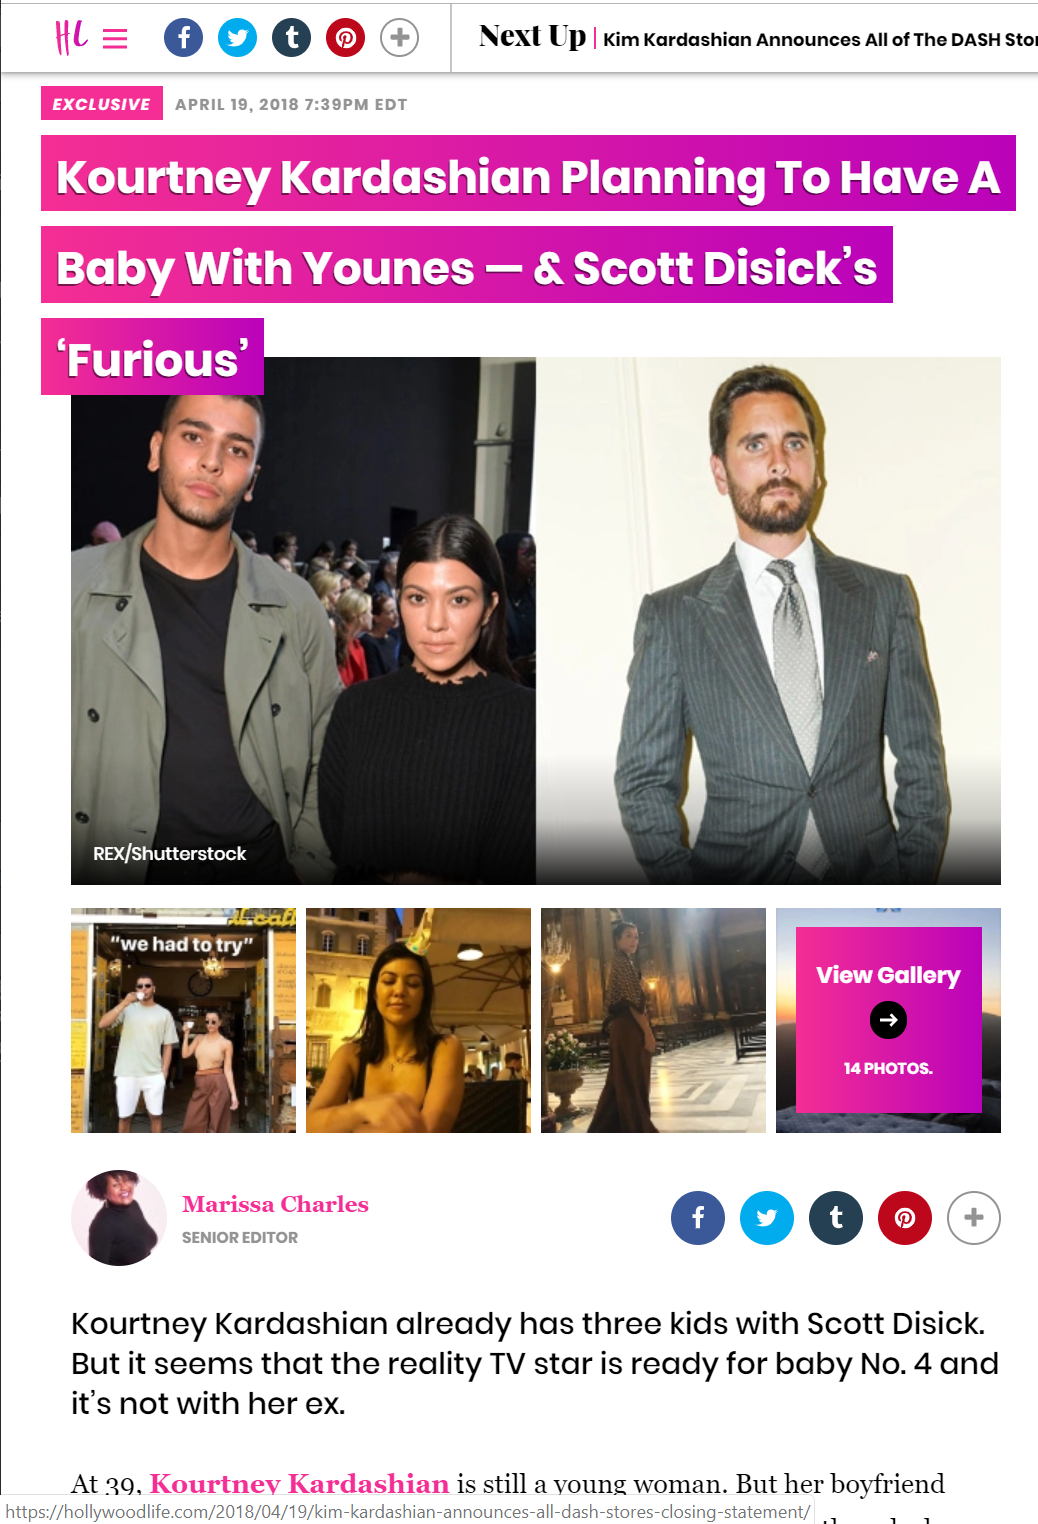 HL
f
t
Next Up | Kim Kardashian Announces All of The DASH Stor
EXCLUSIVE APRIL 19, 2018 7:39PM EDT
Kourtney Kardashian Planning To Have A
Baby With Younes — & Scott Disick’s
‘Furious’
REX/Shutterstock
il caff
“we had to try”
View Gallery
14 PHOTOS.
Marissa Charles
SENIOR EDITOR
f
t
Kourtney Kardashian already has three kids with Scott Disick.
But it seems that the reality TV star is ready for baby No. 4 and
it’s not with her ex.
At 39, Kourtney Kardashian is still a young woman. But her boyfriend
https://hollywoodlife.com/2018/04/19/kim-kardashian-announces-all-dash-stores-closing-statement/